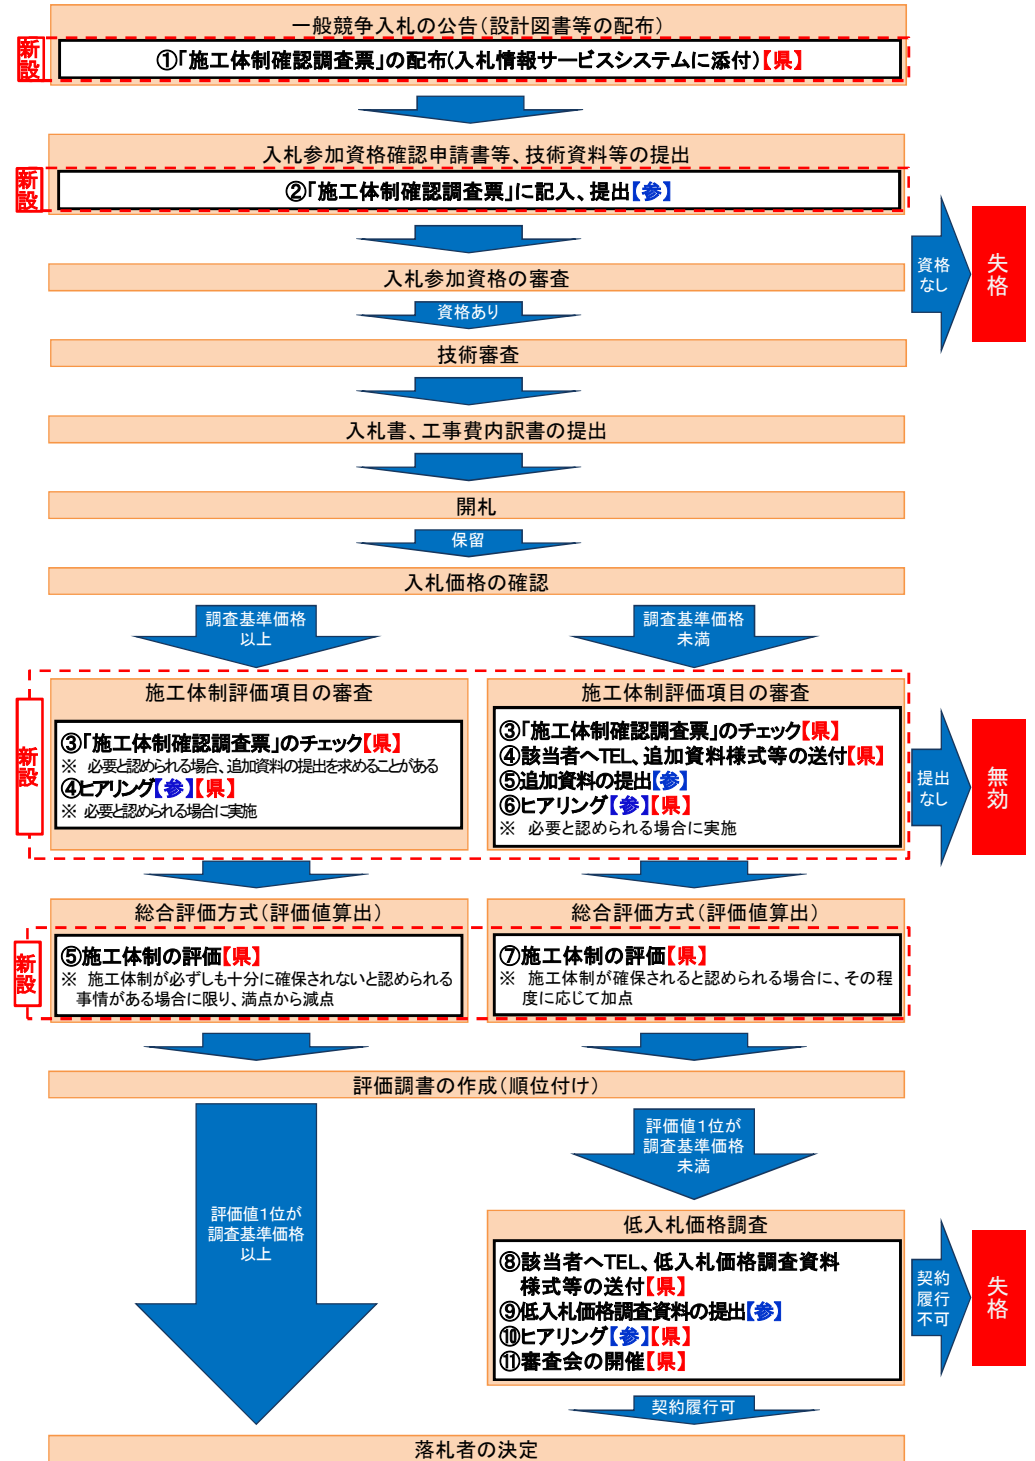 一般競争入札の公告(設計図書等の配布)
新設
①「施工体制確認調査票」の配布(入札情報サービスシステムに添付)【県】
入札参加資格確認申請書等、技術資料等の提出
新設
②「施工体制確認調査票」に記入、提出【参】
資格
なし
失格
入札参加資格の審査
資格あり
技術審査
入札書、工事費内訳書の提出
開札
保留
入札価格の確認
調査基準価格
以上
調査基準価格
未満
新設
施工体制評価項目の審査
③「施工体制確認調査票」のチェック【県】
※ 必要と認められる場合、追加資料の提出を求めることがある
④ヒアリング【参】【県】
※ 必要と認められる場合に実施
施工体制評価項目の審査
③「施工体制確認調査票」のチェック【県】
④該当者へTEL、追加資料様式等の送付【県】
⑤追加資料の提出【参】
⑥ヒアリング【参】【県】
※ 必要と認められる場合に実施
提出
なし
無効
新設
総合評価方式(評価値算出)
⑤施工体制の評価【県】
※ 施工体制が必ずしも十分に確保されないと認められる
事情がある場合に限り、満点から減点
総合評価方式(評価値算出)
⑦施工体制の評価【県】
※ 施工体制が確保されると認められる場合に、その程
度に応じて加点
評価調書の作成(順位付け)
評価値1位が
調査基準価格
以上
評価値1位が
調査基準価格
未満
低入札価格調査
⑧該当者へTEL、低入札価格調査資料
様式等の送付【県】
⑨低入札価格調査資料の提出【参】
⑩ヒアリング【参】【県】
⑪審査会の開催【県】
契約
履行
不可
失格
契約履行可
落札者の決定